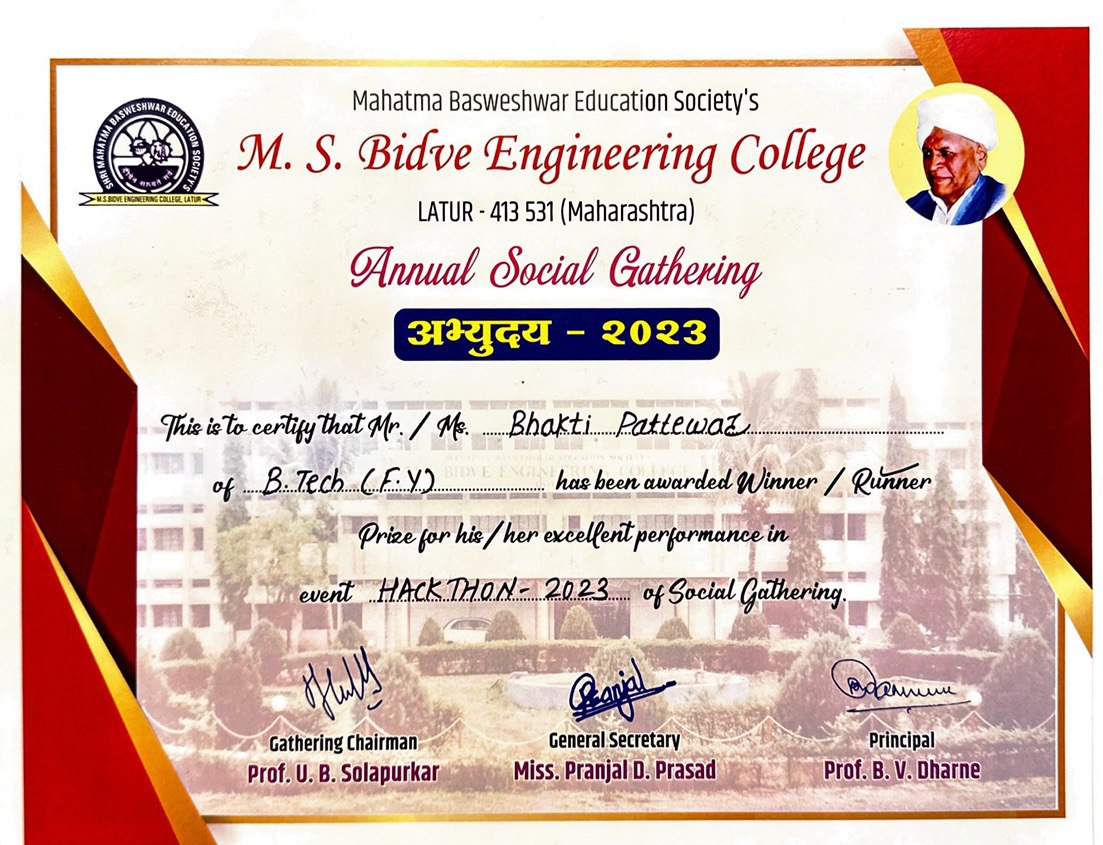 Mahatma Basweshwar Education Society's
SHRI MAHATMA BASWESHWAR EDUCATION SOCIETY'S
M.S.BIDVE ENGINEERING COLLEGE, LATUR
M. S. Bidve Engineering College
LATUR - 413 531 (Maharashtra)
Annual Social Gathering
अभ्युदय - २०२३
This is to certify that Mr. / Ms. Bhakti Pattewar
of B.Tech (F.Y) has been awarded Winner / Runner
BIDVE ENGINEERING COLLEGE
Prize for his/her excellent performance in
event HACKTHON- 2023 of Social Gathering.
Pranjal
Gathering Chairman
Prof. U. B. Solapurkar
General Secretary
Miss. Pranjal D. Prasad
Principal
Prof. B. V. Dharne